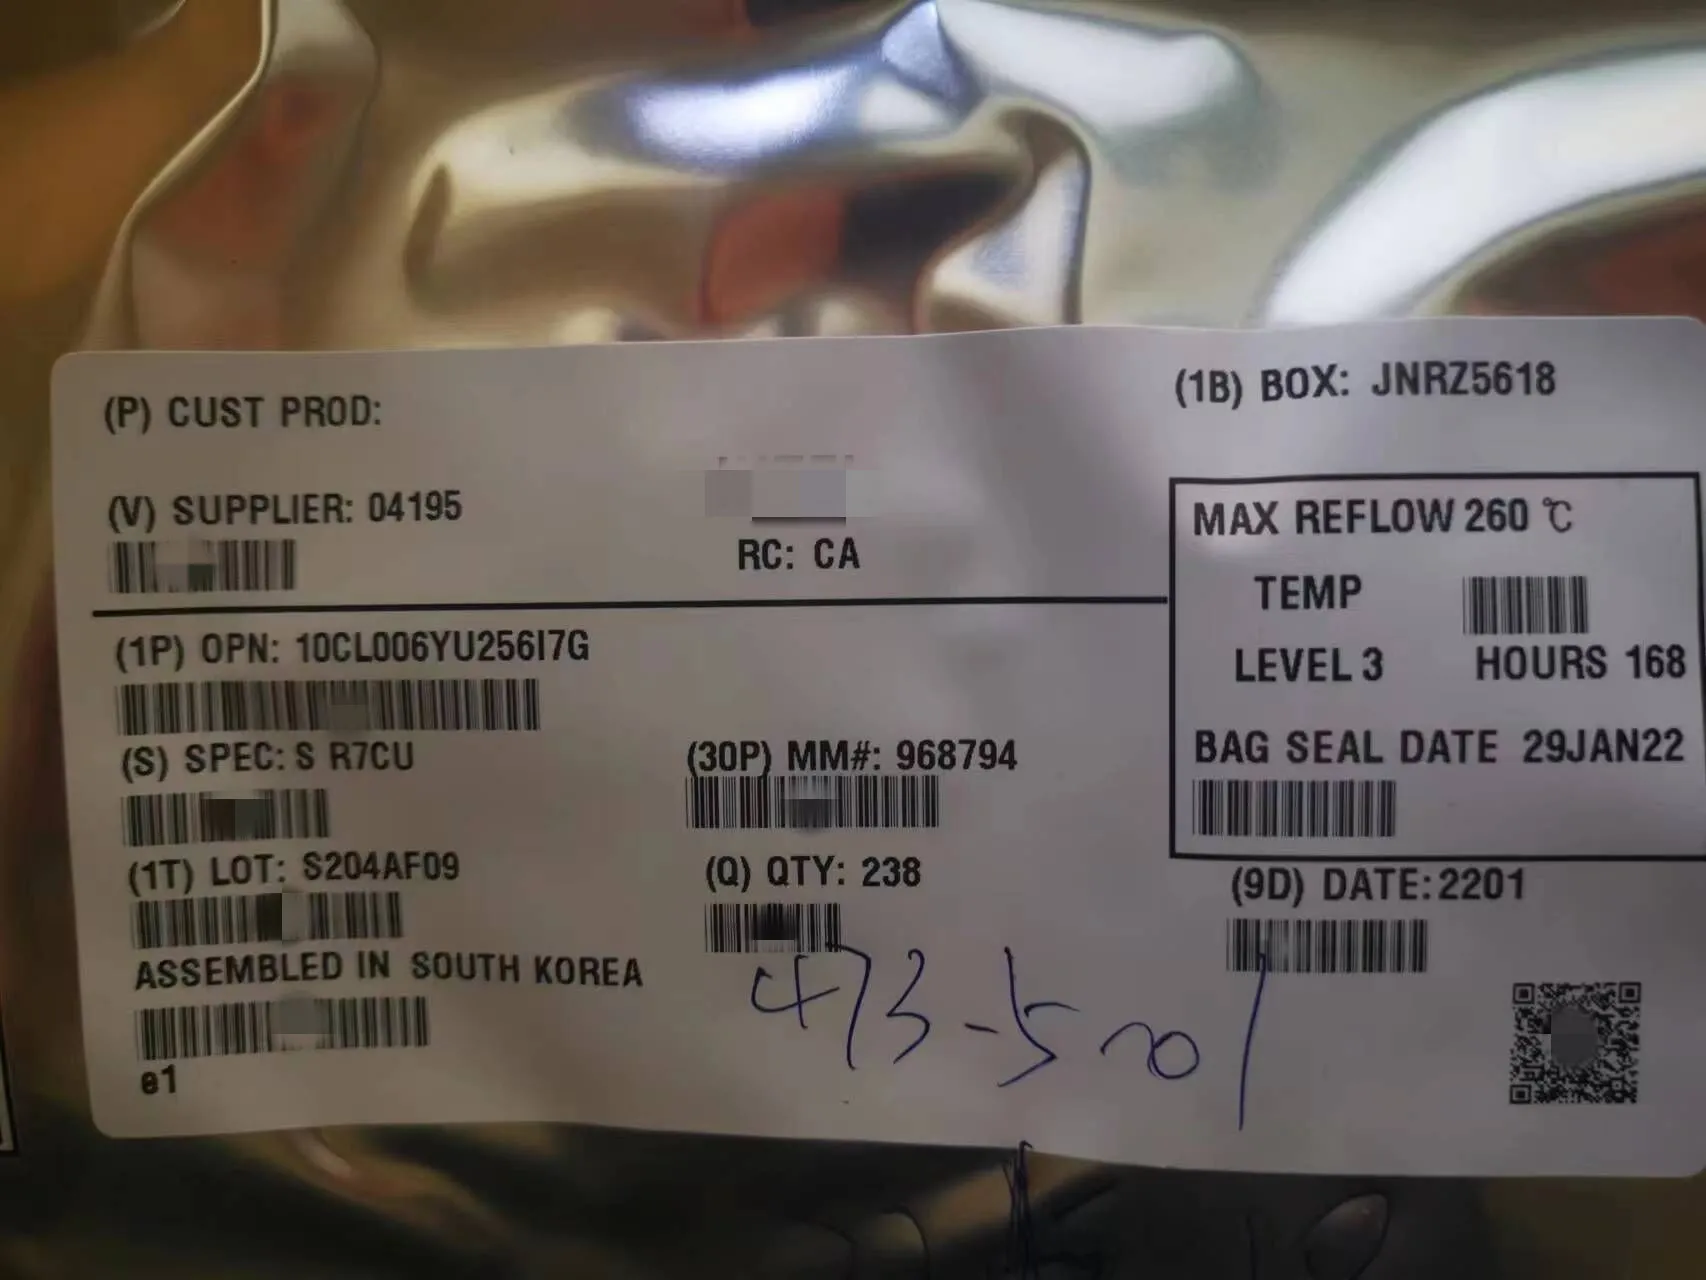 (P) CUST PROD:
(1B) BOX: JNRZ5618
(V) SUPPLIER: 04195
RC: CA
MAX REFLOW 260 ℃
TEMP
LEVEL 3 HOURS 168
BAG SEAL DATE 29JAN22
(1P) OPN: 10CL006YU256I7G
(S) SPEC: S R7CU
(30P) MM#: 968794
(1T) LOT: S204AF09
(Q) QTY: 238
(9D) DATE: 2201
ASSEMBLED IN SOUTH KOREA
e1
473-5001